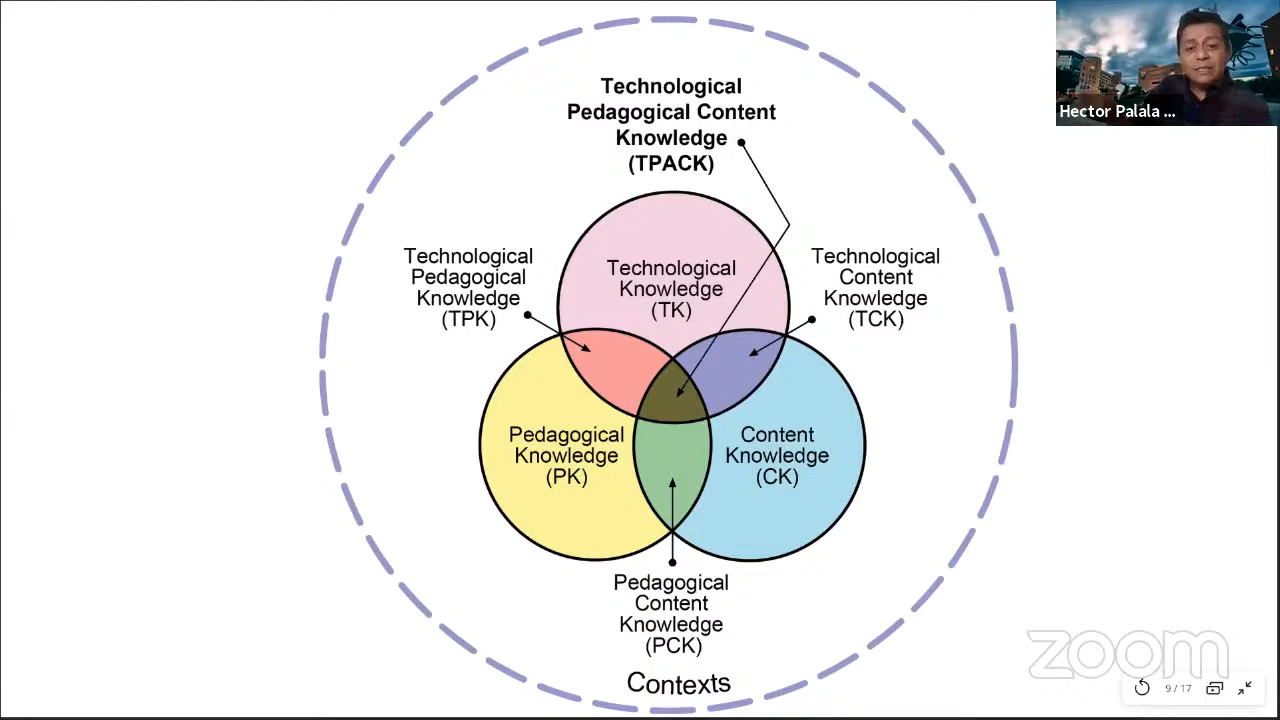 Technological
Pedagogical Content
Knowledge
(TPACK)
Technological
Pedagogical
Knowledge
(TPK)
Technological
Knowledge
(TK)
Technological
Content
Knowledge
(TCK)
Pedagogical
Knowledge
(PK)
Content
Knowledge
(CK)
Pedagogical
Content
Knowledge
(PCK)
Contexts
Hector Palala ...
zoom
9 / 17